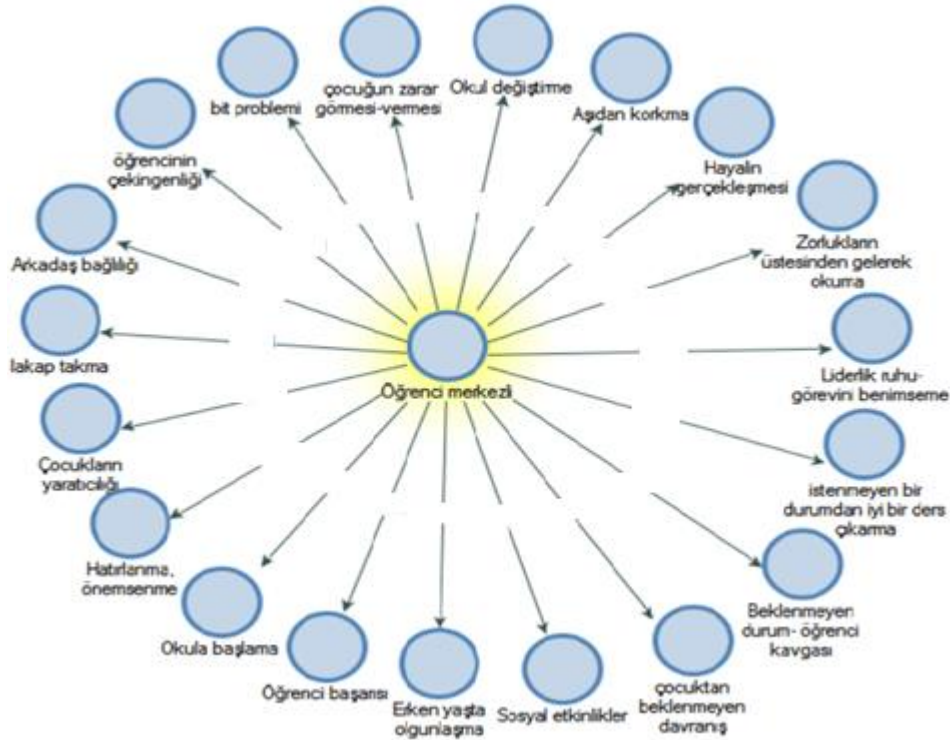 bit problemi
çocuğun zarar
görmesi-vermesi
Okul değiştirme
Aşıdan korkma
Hayalin
gerçekleşmesi
Zorlukların
üstesinden gelerek
okuma
Liderlik ruhu-
görevini benimseme
istenmeyen bir
durumdan iyi bir ders
çıkarma
Beklenmeyen
durum- öğrenci
kavgası
çocuktan
beklenmeyen
davranış
Sosyal etkinlikler
Erken yaşta
olgunlaşma
Öğrenci başarısı
Okula başlama
Hatırlanma,
önemsenme
Çocukların
yaratıcılığı
lakap takma
Arkadaş bağlılığı
öğrencinin
çekingenliği
Öğrenci merkezli